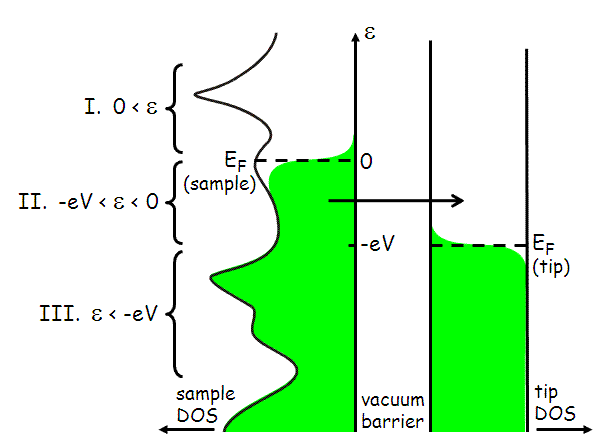 ε
I. 0 < ε
E_F
(sample)
0
II. -eV < ε < 0
-eV
E_F
(tip)
III. ε < -eV
sample
DOS
vacuum
barrier
tip
DOS